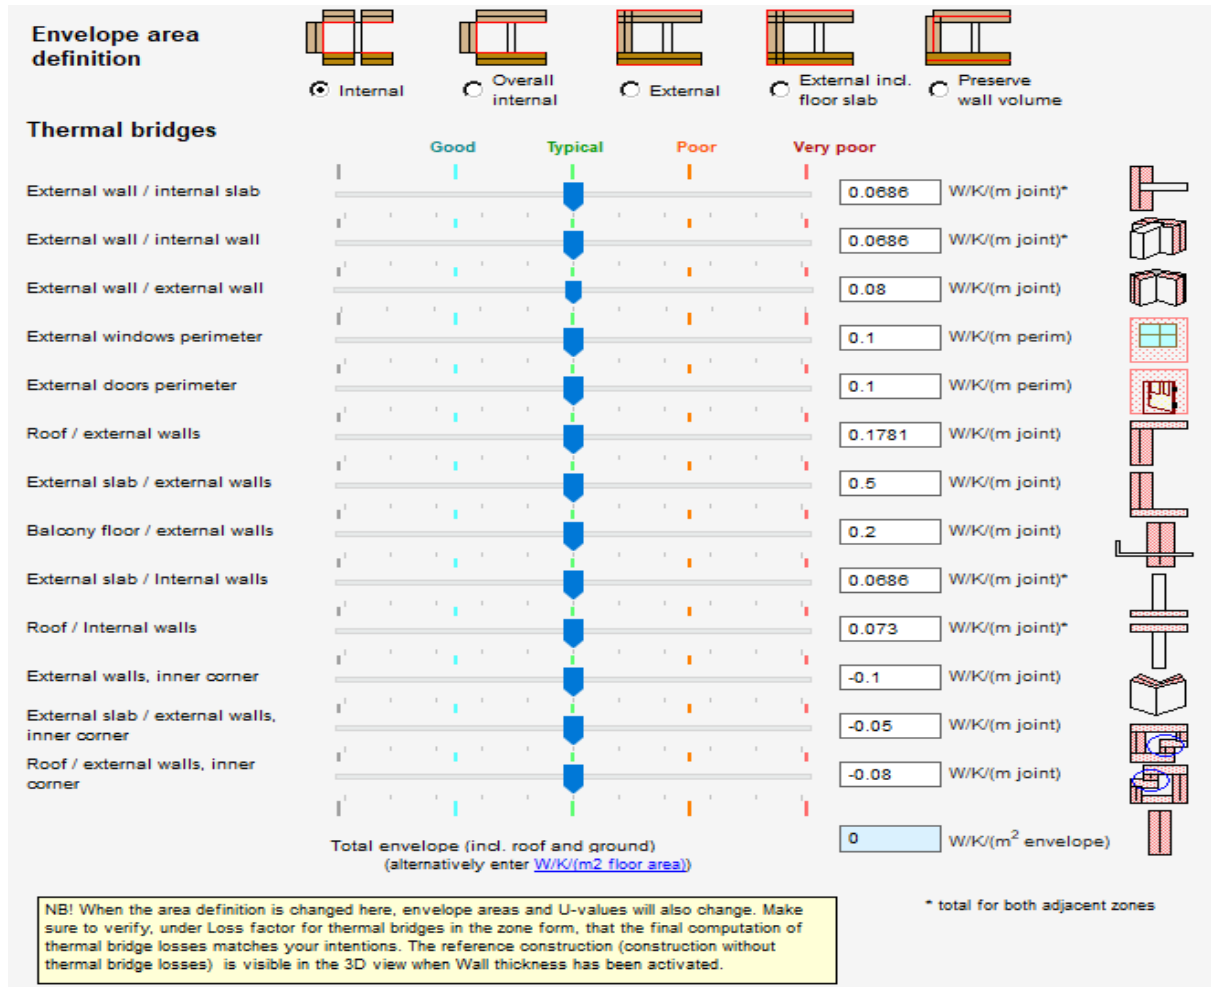 Envelope area
definition
Internal
Overall
internal
External
External incl.
floor slab
Preserve
wall volume
Thermal bridges
Good Typical Poor Very poor
External wall / internal slab 0.0686 W/K/(m joint)*
External wall / internal wall 0.0686 W/K/(m joint)*
External wall / external wall 0.08 W/K/(m joint)
External windows perimeter 0.1 W/K/(m perim)
External doors perimeter 0.1 W/K/(m perim)
Roof / external walls 0.1781 W/K/(m joint)
External slab / external walls 0.5 W/K/(m joint)
Balcony floor / external walls 0.2 W/K/(m joint)
External slab / Internal walls 0.0686 W/K/(m joint)*
Roof / Internal walls 0.073 W/K/(m joint)*
External walls, inner corner -0.1 W/K/(m joint)
External slab / external walls,
inner corner -0.05 W/K/(m joint)
Roof / external walls, inner
corner -0.08 W/K/(m joint)
Total envelope (incl. roof and ground) 0 W/K/(m² envelope)
(alternatively enter W/K/(m2 floor area))
NB! When the area definition is changed here, envelope areas and U-values will also change. Make
sure to verify, under Loss factor for thermal bridges in the zone form, that the final computation of
thermal bridge losses matches your intentions. The reference construction (construction without
thermal bridge losses) is visible in the 3D view when Wall thickness has been activated.
* total for both adjacent zones